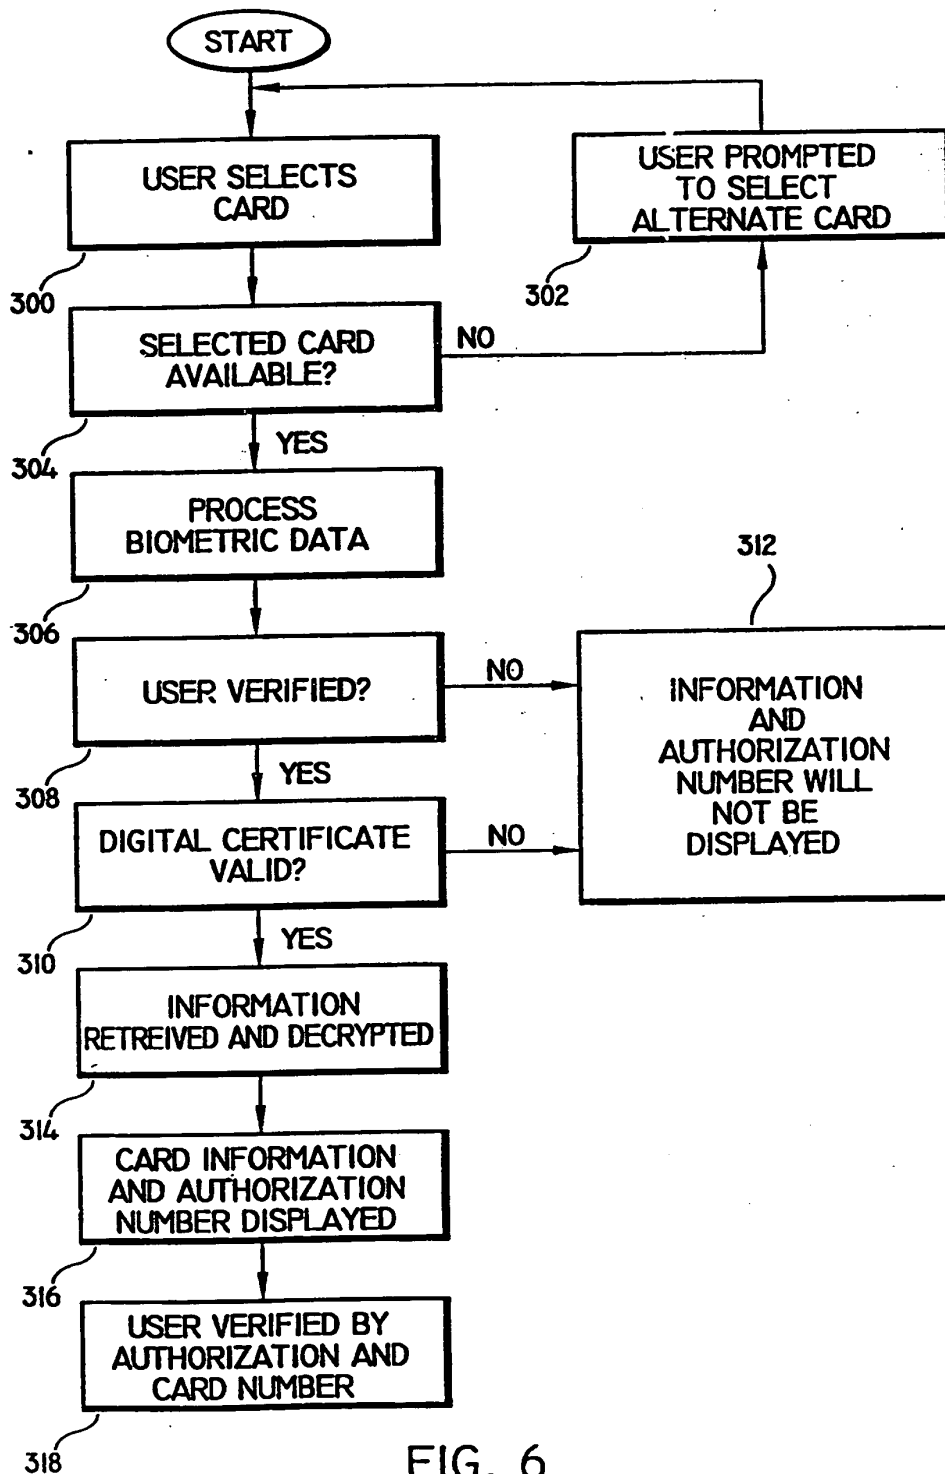 START
USER SELECTS
CARD
300
USER PROMPTED
TO SELECT
ALTERNATE CARD
302
SELECTED CARD
AVAILABLE?
NO
304
YES
PROCESS
BIOMETRIC DATA
306
312
USER VERIFIED?
NO
308
YES
INFORMATION
AND
AUTHORIZATION
NUMBER WILL
NOT BE
DISPLAYED
DIGITAL CERTIFICATE
VALID?
NO
310
YES
INFORMATION
RETREIVED AND DECRYPTED
314
CARD INFORMATION
AND AUTHORIZATION
NUMBER DISPLAYED
316
USER VERIFIED BY
AUTHORIZATION AND
CARD NUMBER
318
FIG. 6